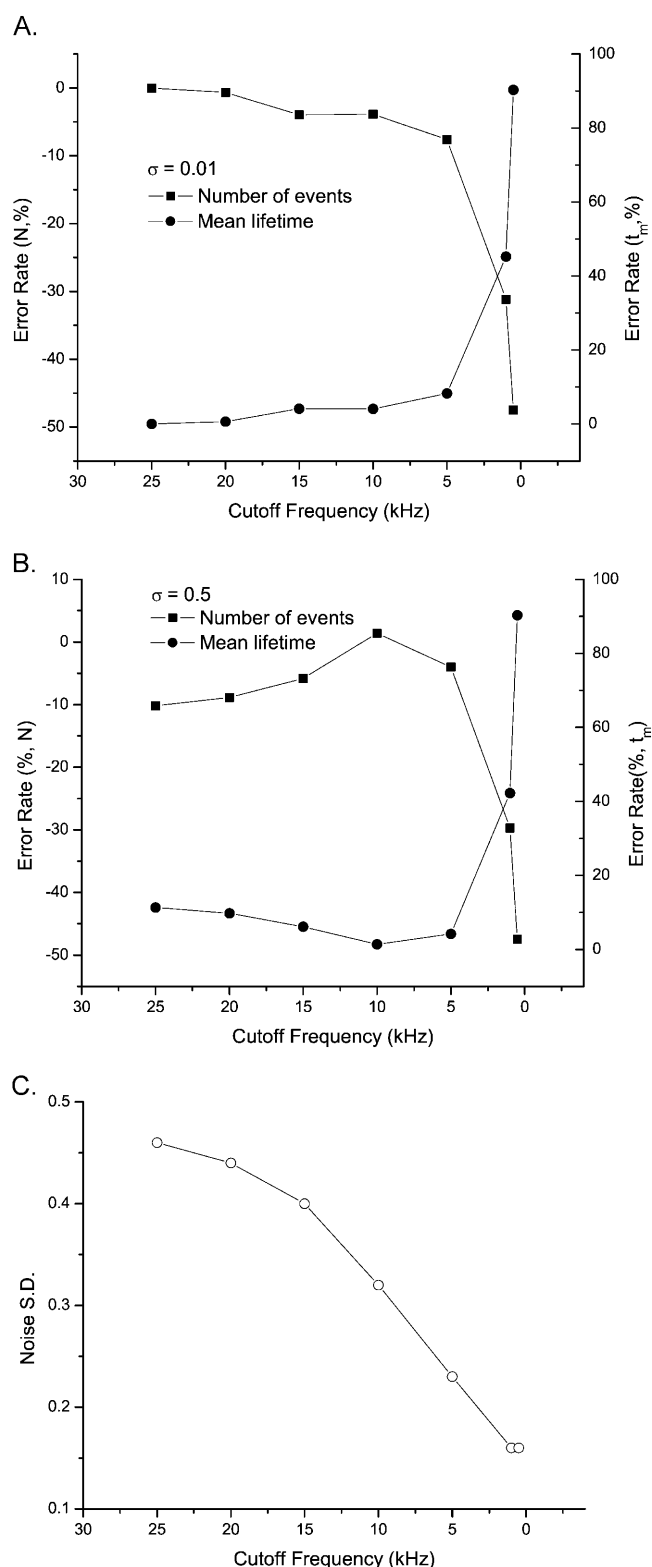 A.
100
0
80
-10
σ = 0.01
Number of events
60
Mean lifetime
-20
Error Rate (N,%)
Error Rate (tm,%)
-30
40
20
-40
0
-50
30 25 20 15 10 5 0
Cutoff Frequency (kHz)
B.
10
100
σ = 0.5
Number of events
0
80
Mean lifetime
-10
60
-20
Error Rate (%, N)
Error Rate(%, tm)
40
-30
20
-40
0
-50
30 25 20 15 10 5 0
Cutoff Frequency (kHz)
C.
0.5
0.4
Noise S.D.
0.3
0.2
0.1
30 25 20 15 10 5 0
Cutoff Frequency (kHz)